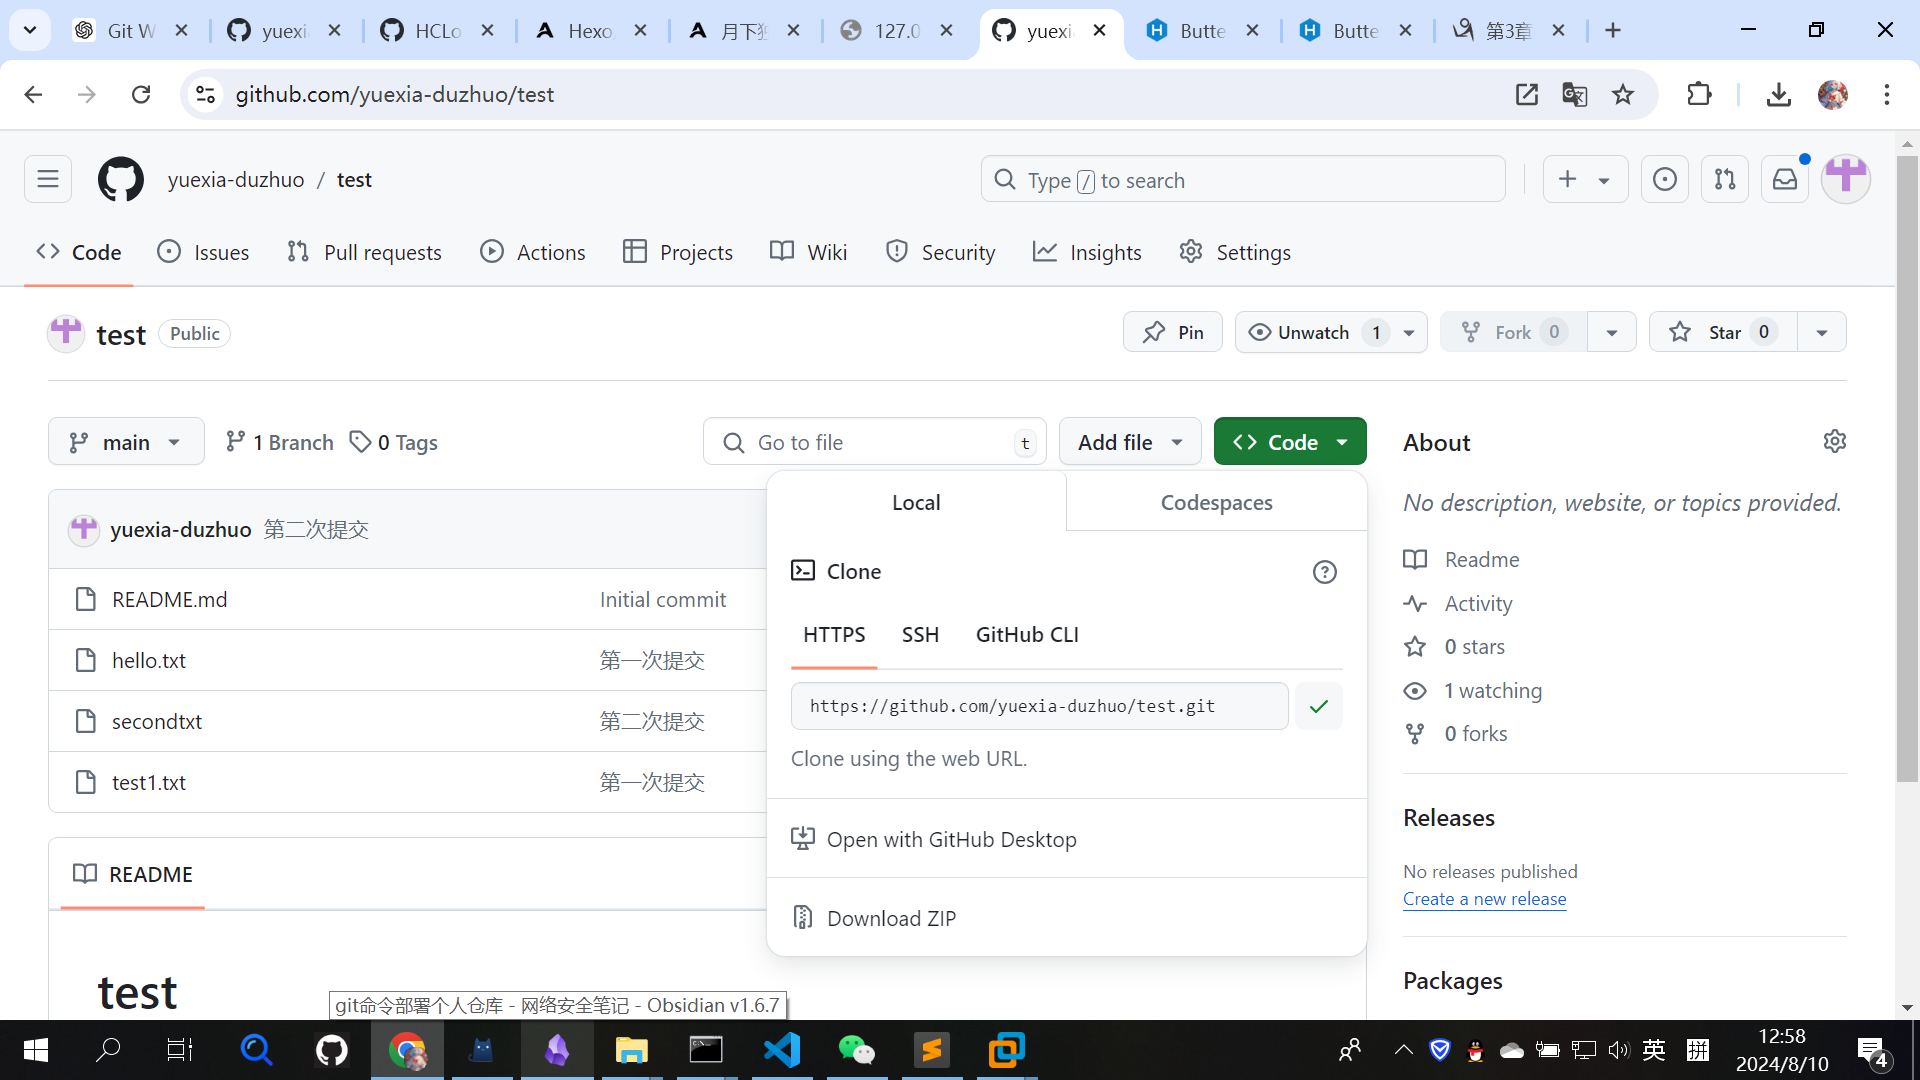 Git W
yuexi
HCLo
Hexo
月下独
127.0
yuexi
Butte
Butte
第3章
github.com/yuexia-duzhuo/test
yuexia-duzhuo / test
Type / to search
Code
Issues
Pull requests
Actions
Projects
Wiki
Security
Insights
Settings
test Public
Pin
Unwatch 1
Fork 0
Star 0
main
1 Branch
0 Tags
Go to file t
Add file
Code
About
No description, website, or topics provided.
Readme
Activity
0 stars
1 watching
0 forks
yuexia-duzhuo 第二次提交
README.md Initial commit
hello.txt 第一次提交
secondtxt 第二次提交
test1.txt 第一次提交
Local
Codespaces
Clone
HTTPS
SSH
GitHub CLI
https://github.com/yuexia-duzhuo/test.git
Clone using the web URL.
Open with GitHub Desktop
Download ZIP
Releases
No releases published
Create a new release
Packages
README
test
git命令部署个人仓库 - 网络安全笔记 - Obsidian v1.6.7
英
拼
12:58
2024/8/10
4